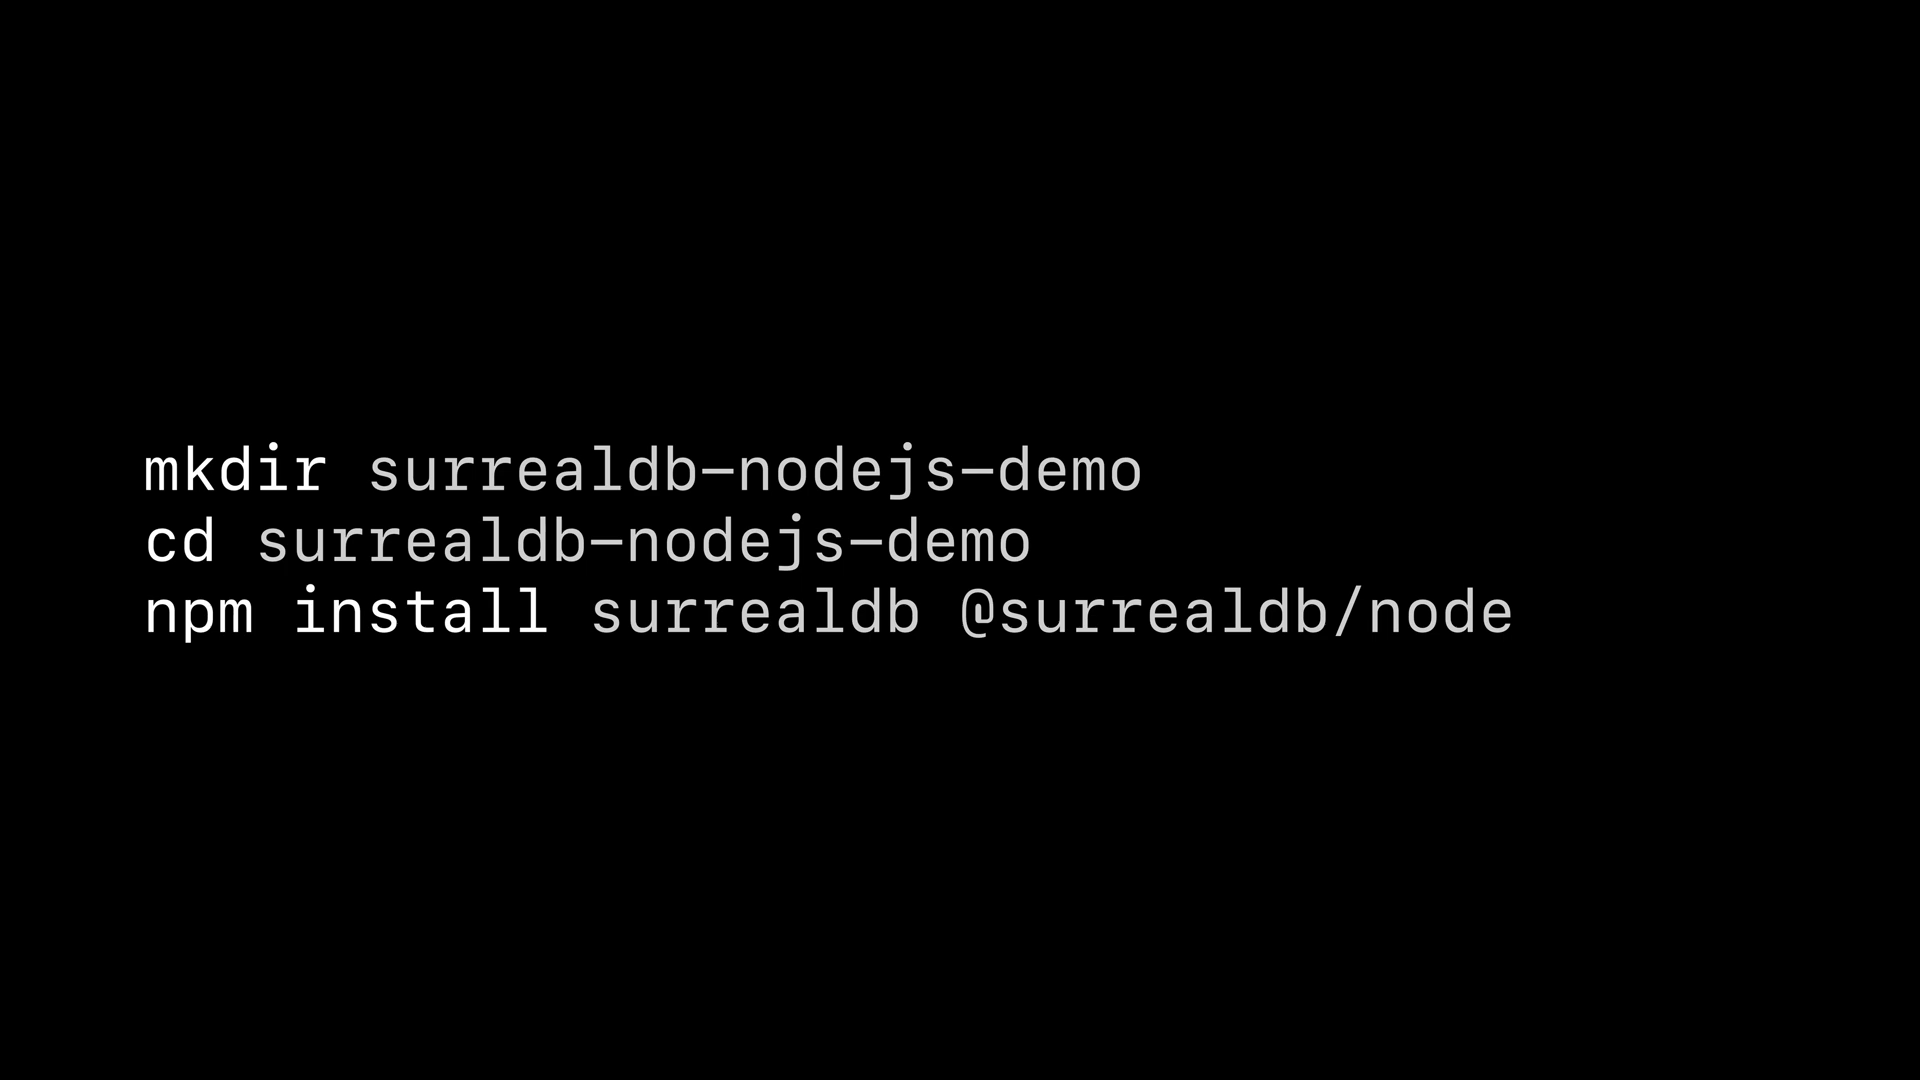 mkdir surrealdb-nodejs-demo
cd surrealdb-nodejs-demo
npm install surrealdb @surrealdb/node